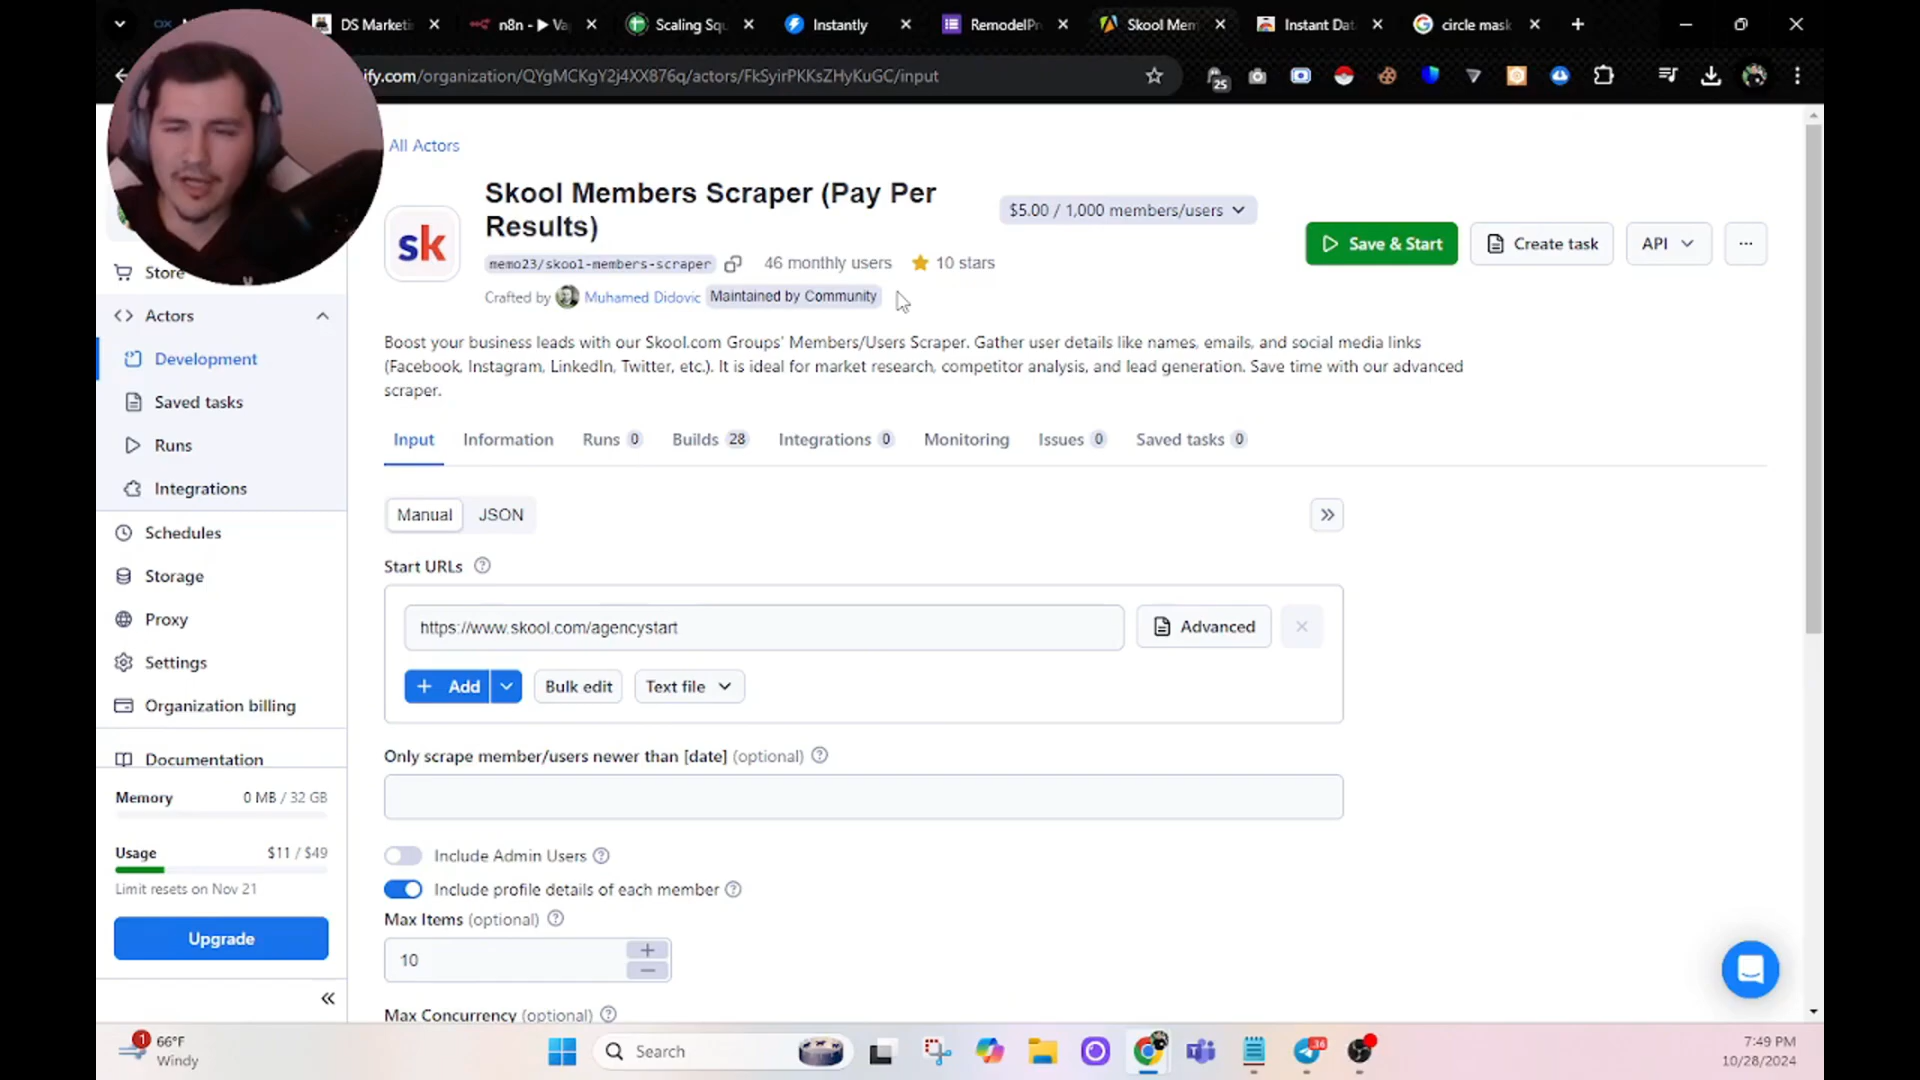 DS Marketi
n8n - ▶ Va
Scaling Squ
Instantly
RemodelPr
Skool Mem
Instant Dat
circle mask
ify.com/organization/QYgMCKgY2j4XX876q/actors/FkSyirPKKsZHyKuGC/input
25
All Actors
sk
Skool Members Scraper (Pay Per
Results)
$5.00 / 1,000 members/users
Save & Start
Create task
API
memo23/skool-members-scraper
46 monthly users
10 stars
Crafted by Muhamed Didovic Maintained by Community
Boost your business leads with our Skool.com Groups' Members/Users Scraper. Gather user details like names, emails, and social media links
(Facebook, Instagram, LinkedIn, Twitter, etc.). It is ideal for market research, competitor analysis, and lead generation. Save time with our advanced
scraper.
Input
Information
Runs 0
Builds 28
Integrations 0
Monitoring
Issues 0
Saved tasks 0
Manual
JSON
Start URLs
https://www.skool.com/agencystart
Advanced
Add
Bulk edit
Text file
Only scrape member/users newer than [date] (optional)
Include Admin Users
Include profile details of each member
Max Items (optional)
10
Max Concurrency (optional)
Store
Actors
Development
Saved tasks
Runs
Integrations
Schedules
Storage
Proxy
Settings
Organization billing
Documentation
Memory
0 MB / 32 GB
Usage
$11 / $49
Limit resets on Nov 21
Upgrade
1
66°F
Windy
Search
36
7:49 PM
10/28/2024